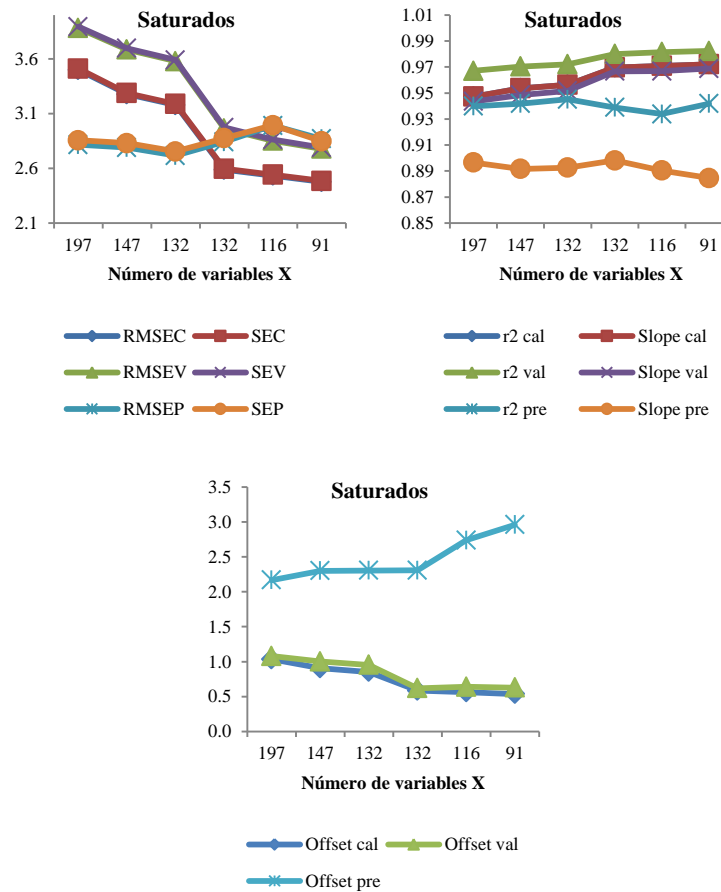 Saturados
3.6
3.1
2.6
2.1
197 147 132 132 116 91
Número de variables X
RMSEC SEC
RMSEV SEV
RMSEP SEP
Saturados
1.01
0.99
0.97
0.95
0.93
0.91
0.89
0.87
0.85
197 147 132 132 116 91
Número de variables X
r2 cal Slope cal
r2 val Slope val
r2 pre Slope pre
Saturados
3.5
3.0
2.5
2.0
1.5
1.0
0.5
0.0
197 147 132 132 116 91
Número de variables X
Offset cal Offset val
Offset pre